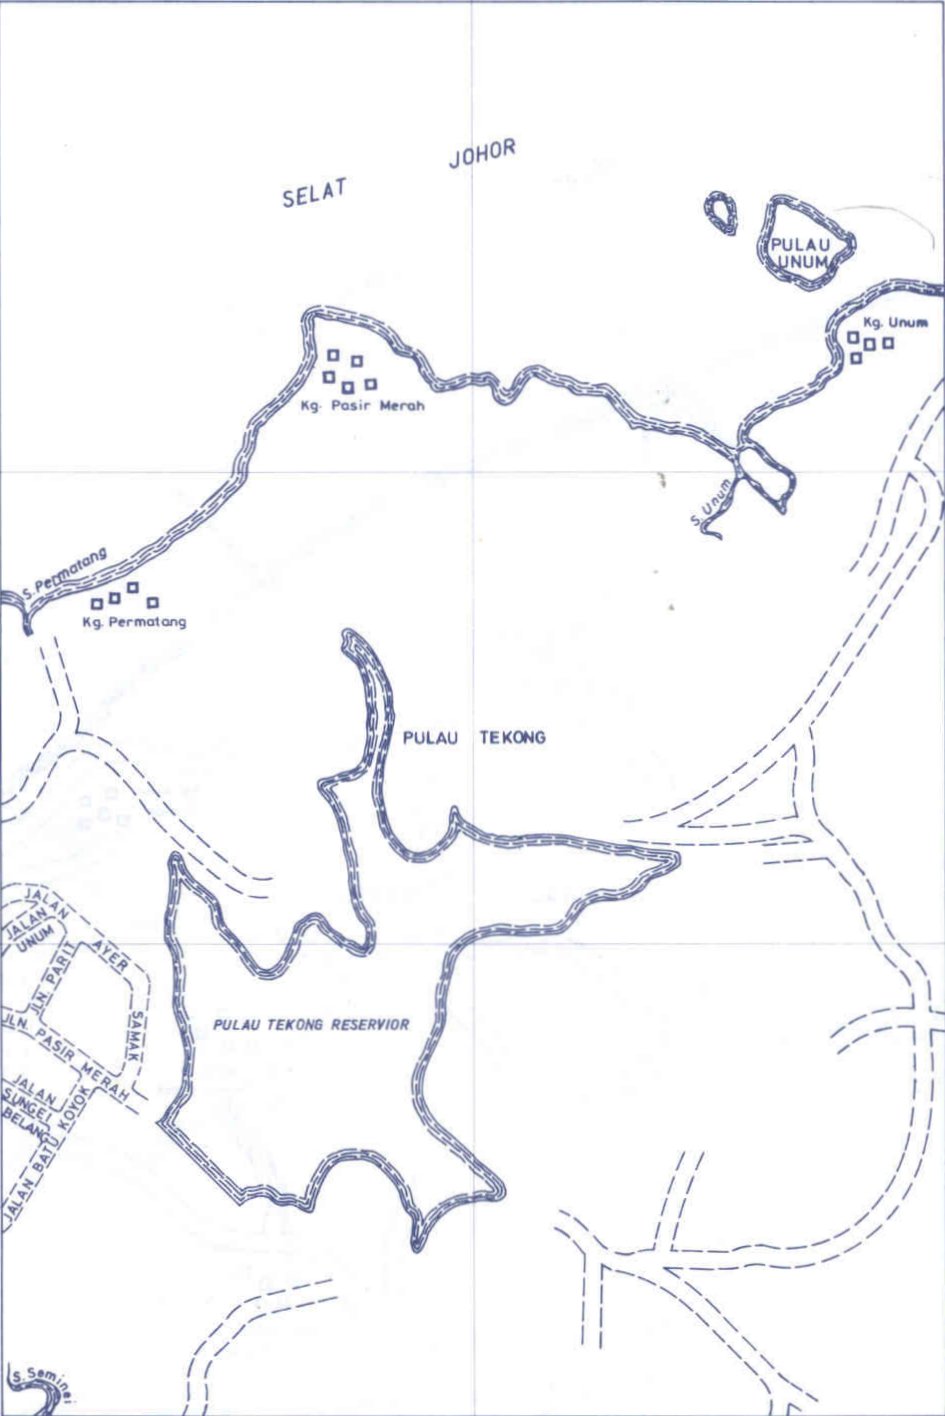 SELAT JOHOR
PULAU
UNUM
Kg. Unum
Kg. Pasir Merah
S. Unum
S. Permatang
Kg. Permatang
PULAU TEKONG
JALAN AYER SAMAK
JALAN
UNUM
JLN. PARIT
PULAU TEKONG RESERVIOR
JLN. PASIR MERAH
JALAN
SUNGEI
BELANG
JALAN BATU KOYOK
S. Seminei